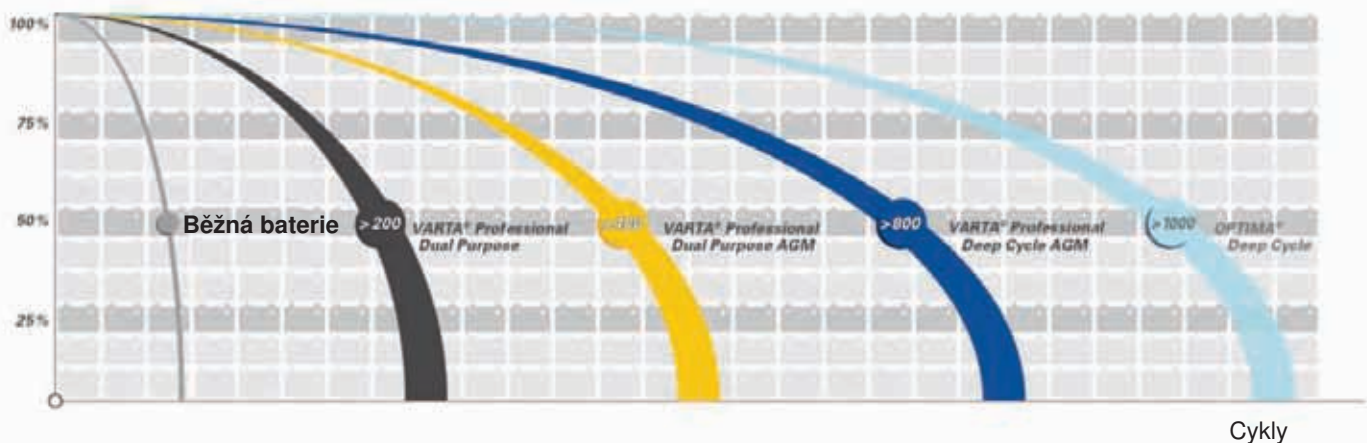 100%
75%
50%
25%
0
Běžná baterie
>200
VARTA® Professional
Dual Purpose
VARTA® Professional
Dual Purpose AGM
>800
VARTA® Professional
Deep Cycle AGM
>1000
OPTIMA®
Deep Cycle
Cykly